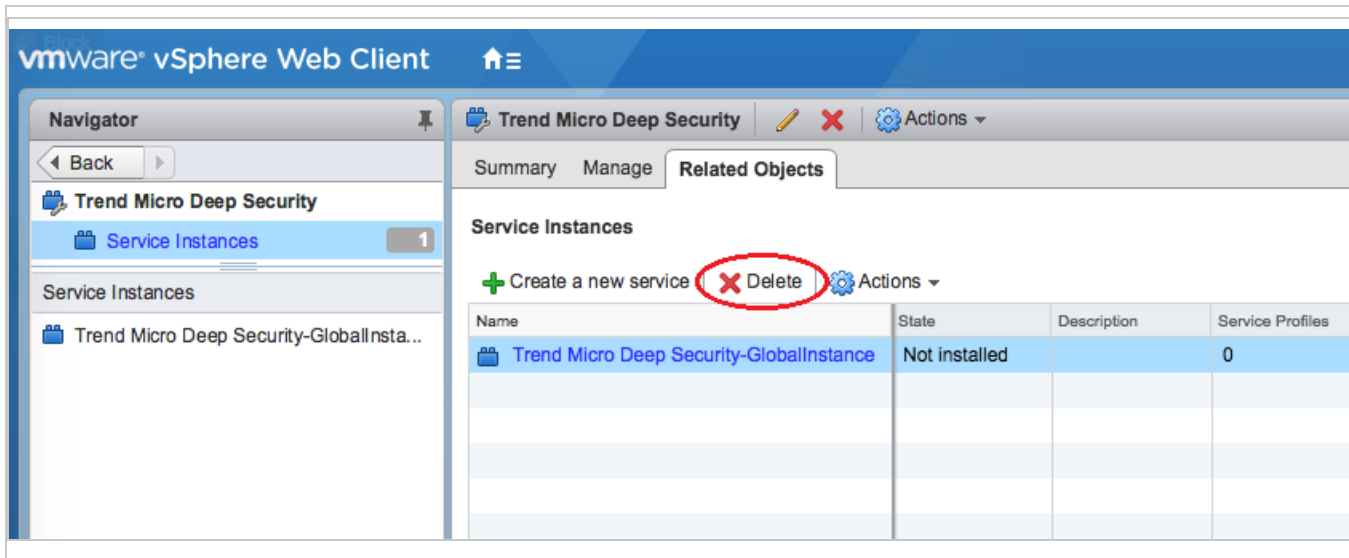 vmware® vSphere Web Client
Navigator
Back
Trend Micro Deep Security
Service Instances 1
Service Instances
Trend Micro Deep Security-GlobalInsta...
Trend Micro Deep Security Actions
Summary Manage Related Objects
Service Instances
Create a new service Delete Actions
Name State Description Service Profiles
Trend Micro Deep Security-GlobalInstance Not installed 0